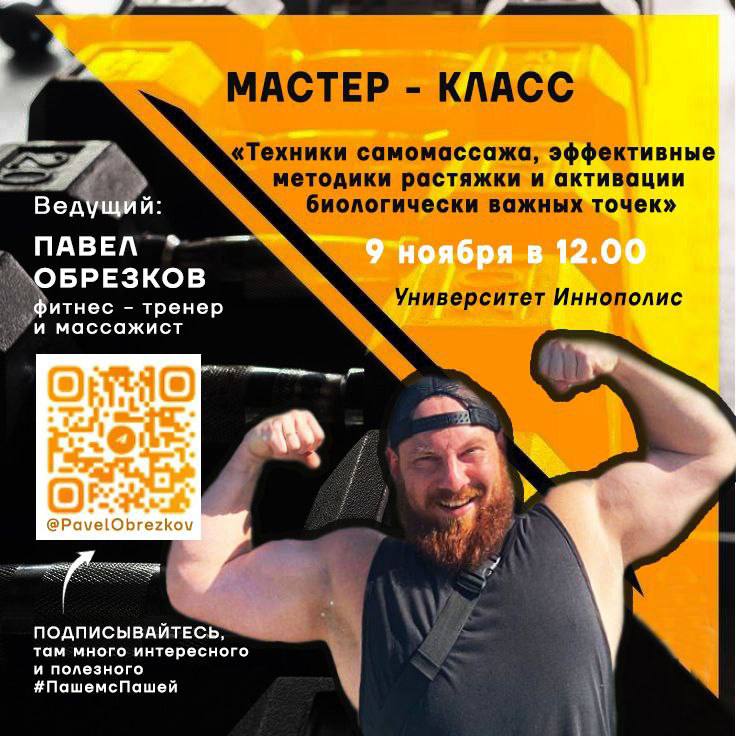 МАСТЕР - КЛАСС
«Техники самомассажа, эффективные
методики растяжки и активации
биологически важных точек»
9 ноября в 12.00
Университет Иннополис
20
Ведущий:
ПАВЕЛ
ОБРЕЗКОВ
фитнес - тренер
и массажист
@PavelObrezkov
ПОДПИСЫВАЙТЕСЬ,
там много интересного
и полезного
#ПашемсПашей